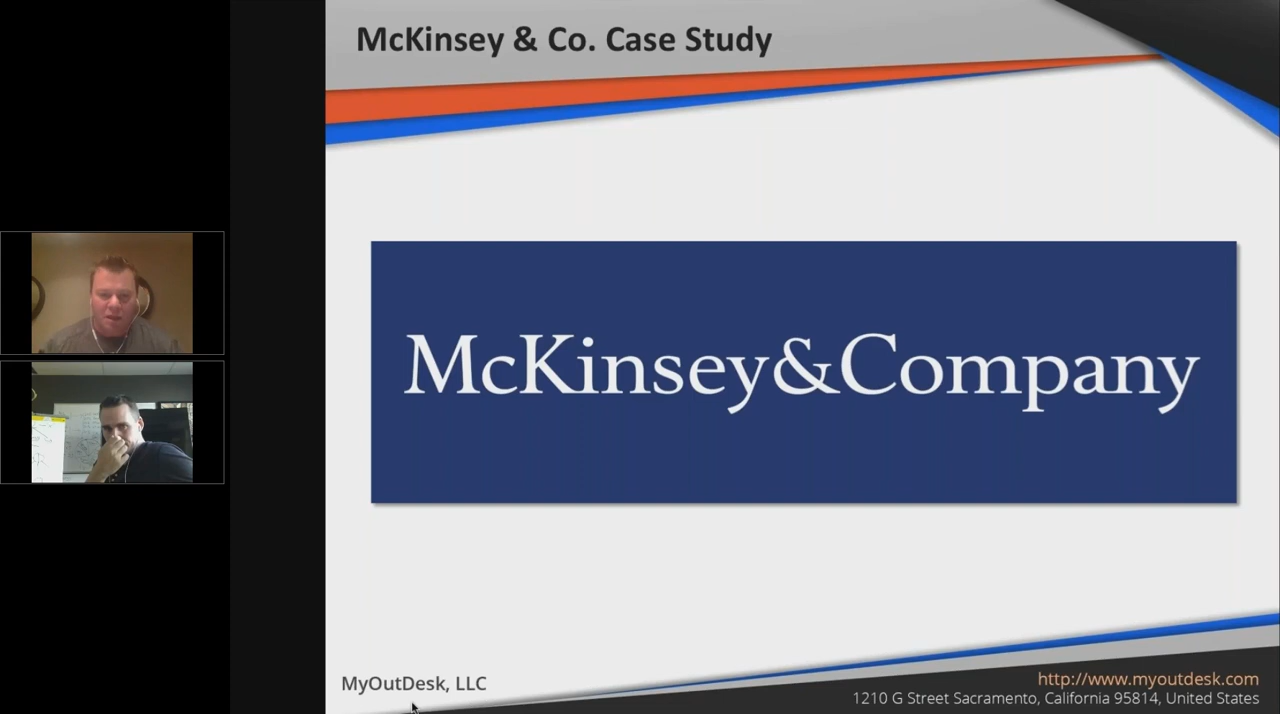 McKinsey & Co. Case Study
McKinsey&Company
MyOutDesk, LLC
http://www.myoutdesk.com
1210 G Street Sacramento, California 95814, United States